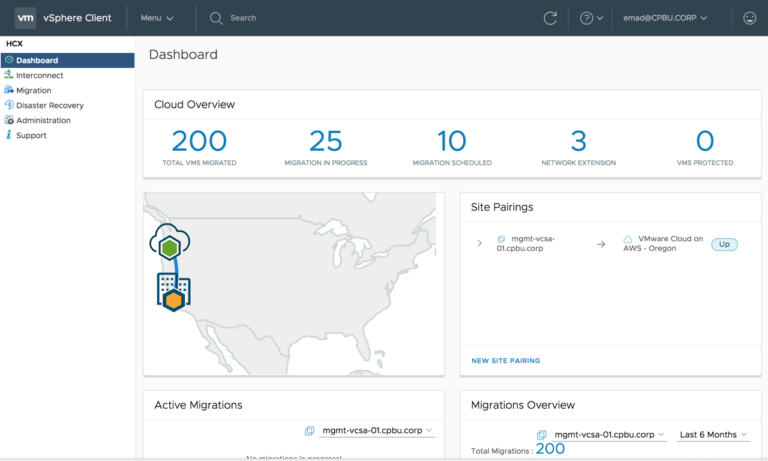 vm vSphere Client Menu Search emad@CPBU.CORP
HCX
Dashboard
Interconnect
Migration
Disaster Recovery
Administration
Support
Dashboard
Cloud Overview
200 25 10 3 0
TOTAL VMS MIGRATED MIGRATION IN PROGRESS MIGRATION SCHEDULED NETWORK EXTENSION VMS PROTECTED
Site Pairings
mgmt-vcsa-
01.cpbu.corp
VMware Cloud on
AWS - Oregon
Up
NEW SITE PAIRING
Active Migrations
mgmt-vcsa-01.cpbu.corp
No migrations in progress!
Migrations Overview
mgmt-vcsa-01.cpbu.corp Last 6 Months
Total Migrations : 200